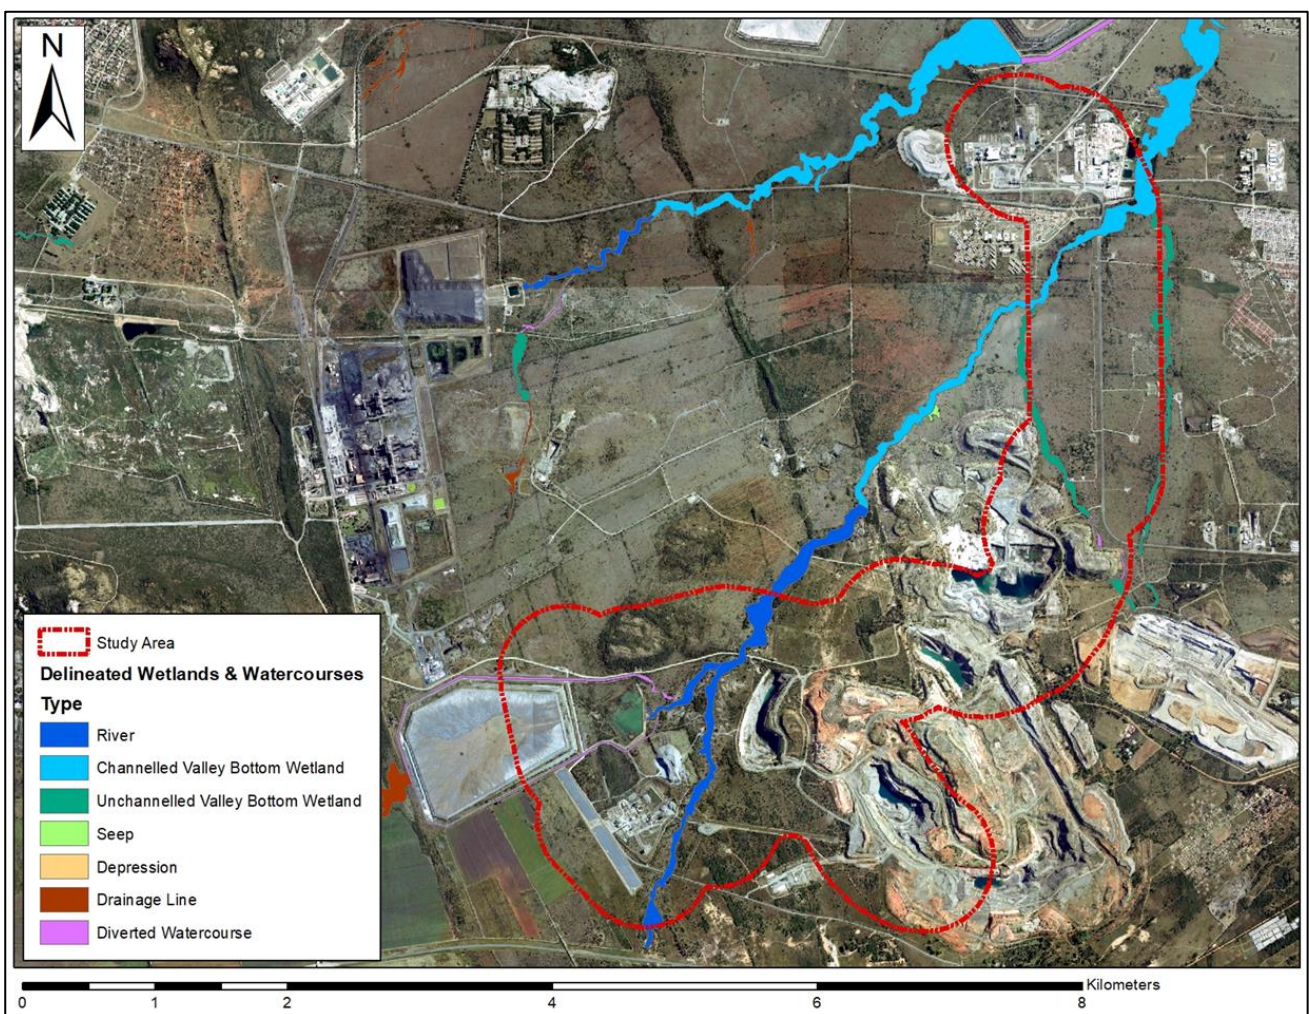 N
Study Area
Delineated Wetlands & Watercourses
Type
River
Channelled Valley Bottom Wetland
Unchannelled Valley Bottom Wetland
Seep
Depression
Drainage Line
Diverted Watercourse
Kilometers
0 1 2 4 6 8